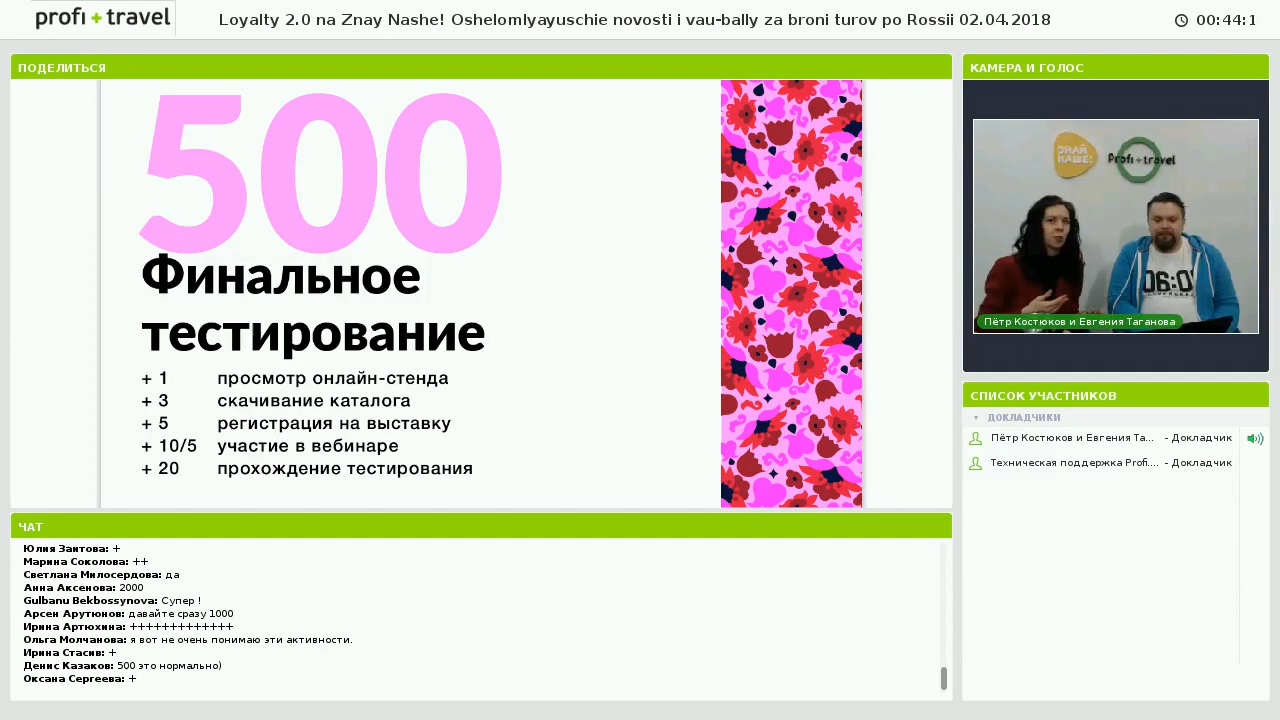 profi + travel
Loyalty 2.0 na Znay Nashe! Oshelomlyayuschie novosti i vau-bally za broni turov po Rossii 02.04.2018
00:44:1
ПОДЕЛИТЬСЯ
500
Финальное
тестирование
+ 1 просмотр онлайн-стенда
+ 3 скачивание каталога
+ 5 регистрация на выставку
+ 10/5 участие в вебинаре
+ 20 прохождение тестирования
КАМЕРА И ГОЛОС
ЗНАЙ
НАШЕ!
Profi+travel
06:0
Пётр Костюков и Евгения Таганова
СПИСОК УЧАСТНИКОВ
ДОКЛАДЧИКИ
Пётр Костюков и Евгения Та... - Докладчик
Техническая поддержка Profi.... - Докладчик
ЧАТ
Юлия Заитова: +
Марина Соколова: ++
Светлана Милосердова: да
Анна Аксенова: 2000
Gulbanu Bekbossynova: Супер !
Арсен Арутюнов: давайте сразу 1000
Ирина Артюхина: +++++++++++++
Ольга Молчанова: я вот не очень понимаю эти активности.
Ирина Стасив: +
Денис Казаков: 500 это нормально)
Оксана Сергеева: +